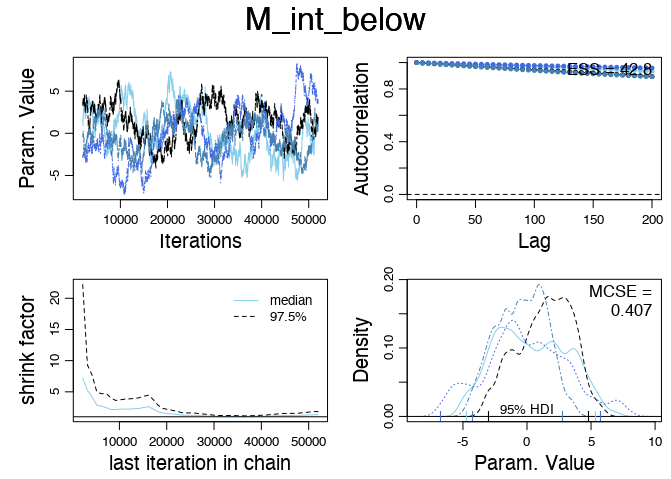 M_int_below
Param. Value
-5 0 5
10000 20000 30000 40000 50000
Iterations
Autocorrelation
0.0 0.4 0.8
ESS = 42.8
0 50 100 150 200
Lag
shrink factor
5 10 15 20
median
97.5%
10000 20000 30000 40000 50000
last iteration in chain
Density
0.00 0.10 0.20
MCSE =
0.407
95% HDI
-5 0 5 10
Param. Value